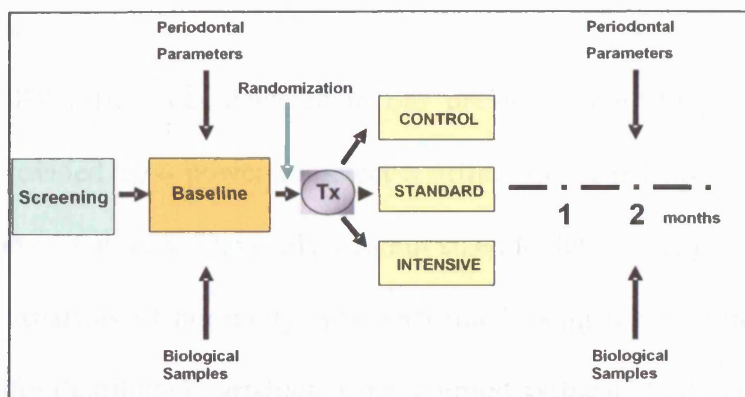 Periodontal
Parameters
Periodontal
Parameters
Randomization
CONTROL
Screening
Baseline
Tx
STANDARD
1 2 months
INTENSIVE
Biological
Samples
Biological
Samples